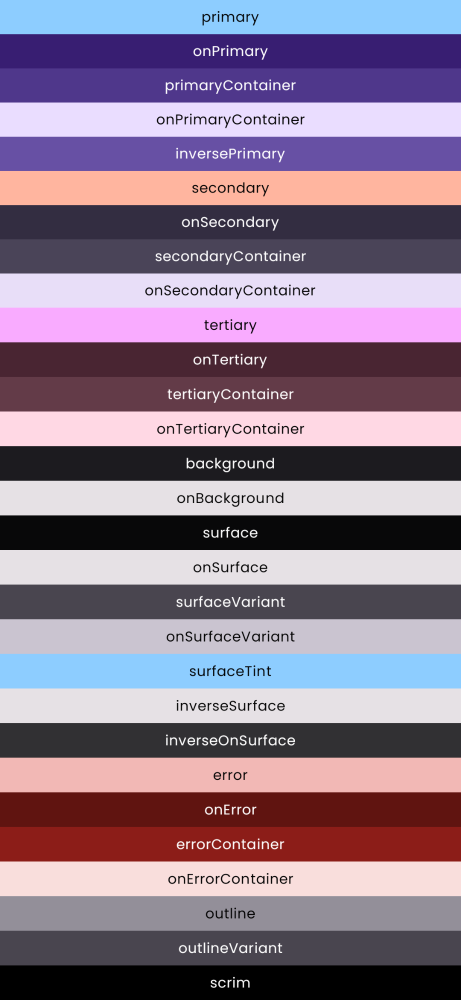 primary
onPrimary
primaryContainer
onPrimaryContainer
inversePrimary
secondary
onSecondary
secondaryContainer
onSecondaryContainer
tertiary
onTertiary
tertiaryContainer
onTertiaryContainer
background
onBackground
surface
onSurface
surfaceVariant
onSurfaceVariant
surfaceTint
inverseSurface
inverseOnSurface
error
onError
errorContainer
onErrorContainer
outline
outlineVariant
scrim